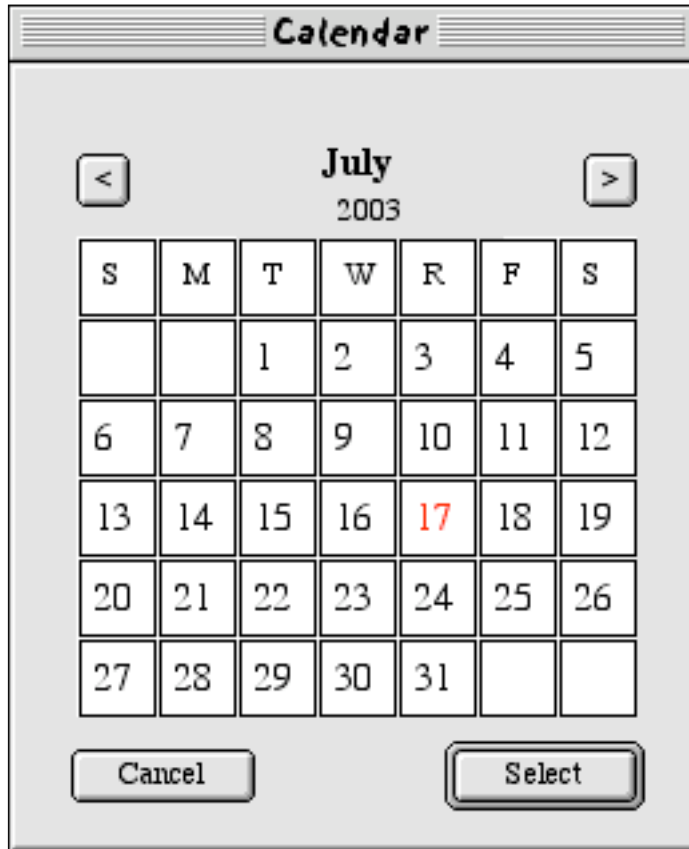 Calendar
< July >
2003
S M T W R F S
1 2 3 4 5
6 7 8 9 10 11 12
13 14 15 16 17 18 19
20 21 22 23 24 25 26
27 28 29 30 31
Cancel Select